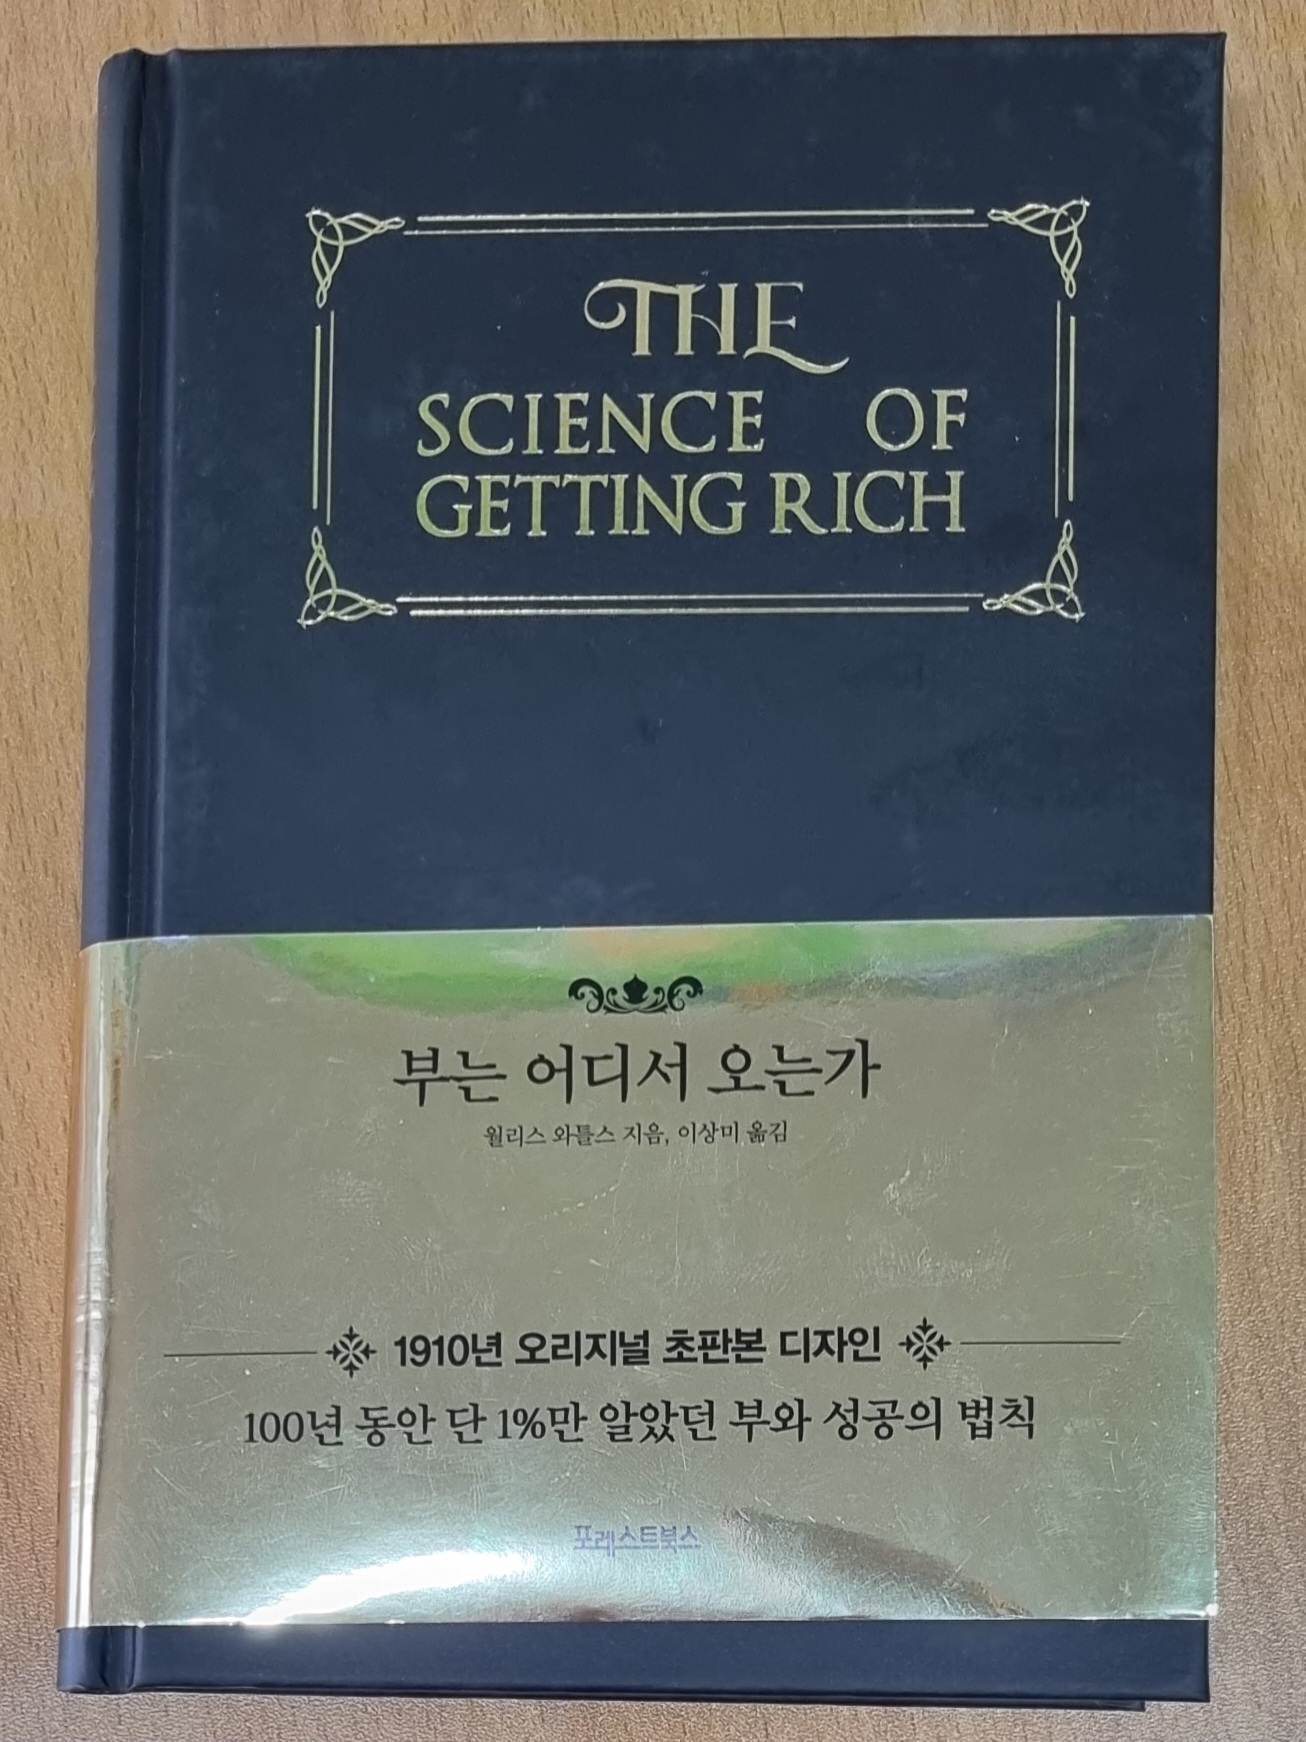 THE
SCIENCE OF
GETTING RICH
부는 어디서 오는가
월리스 와틀스 지음, 이상미 옮김
1910년 오리지널 초판본 디자인
100년 동안 단 1%만 알았던 부와 성공의 법칙
포레스트북스